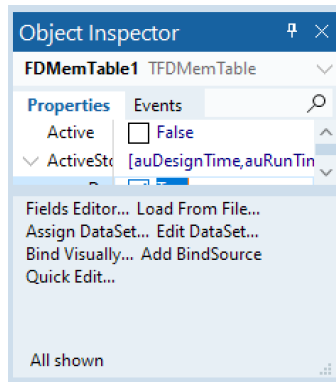 Object Inspector
FDMemTable1 TFDMemTable
Properties Events
Active False
ActiveSto [auDesignTime,auRunTin
Fields Editor... Load From File...
Assign DataSet... Edit DataSet...
Bind Visually... Add BindSource
Quick Edit...
All shown